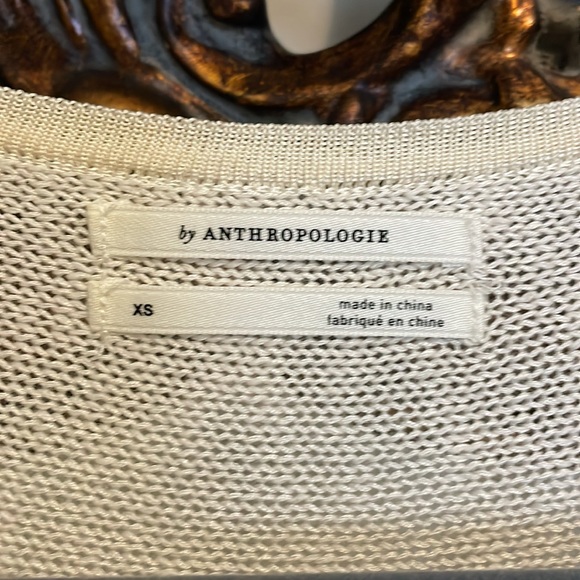 by ANTHROPOLOGIE
XS
made in china
fabriqué en chine